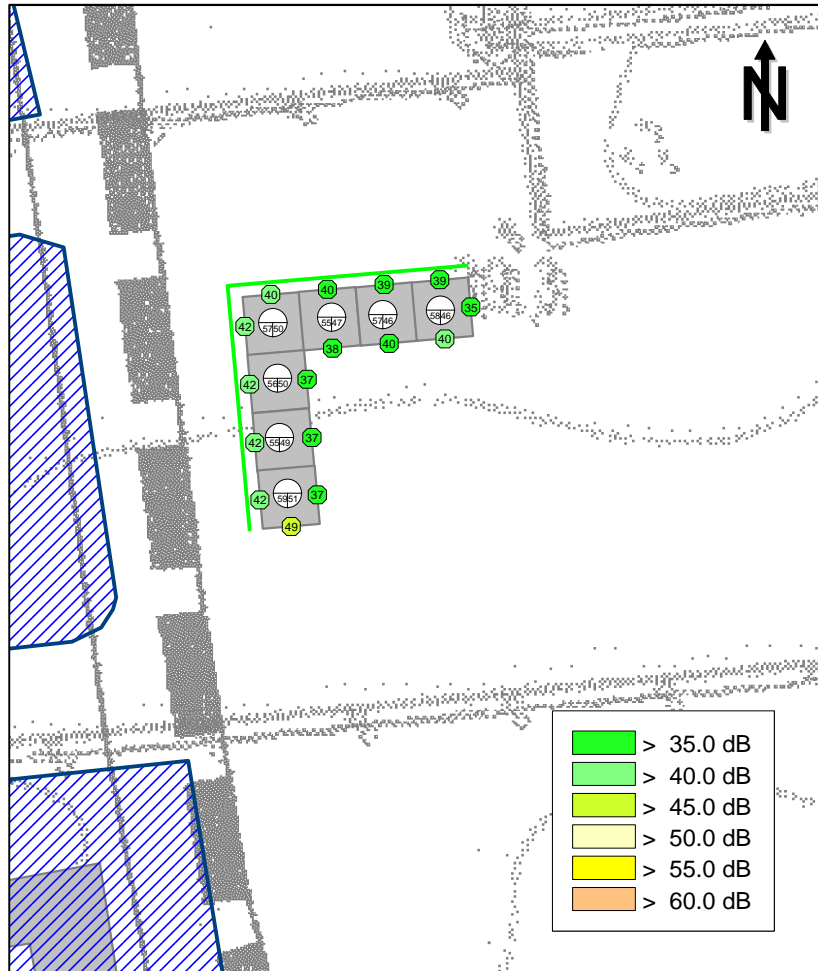 N
40 40 39 39
42 5750 5547 5746 5846 35
38 40 40
42 5650 37
42 5549 37
42 5951 37
49
> 35.0 dB
> 40.0 dB
> 45.0 dB
> 50.0 dB
> 55.0 dB
> 60.0 dB